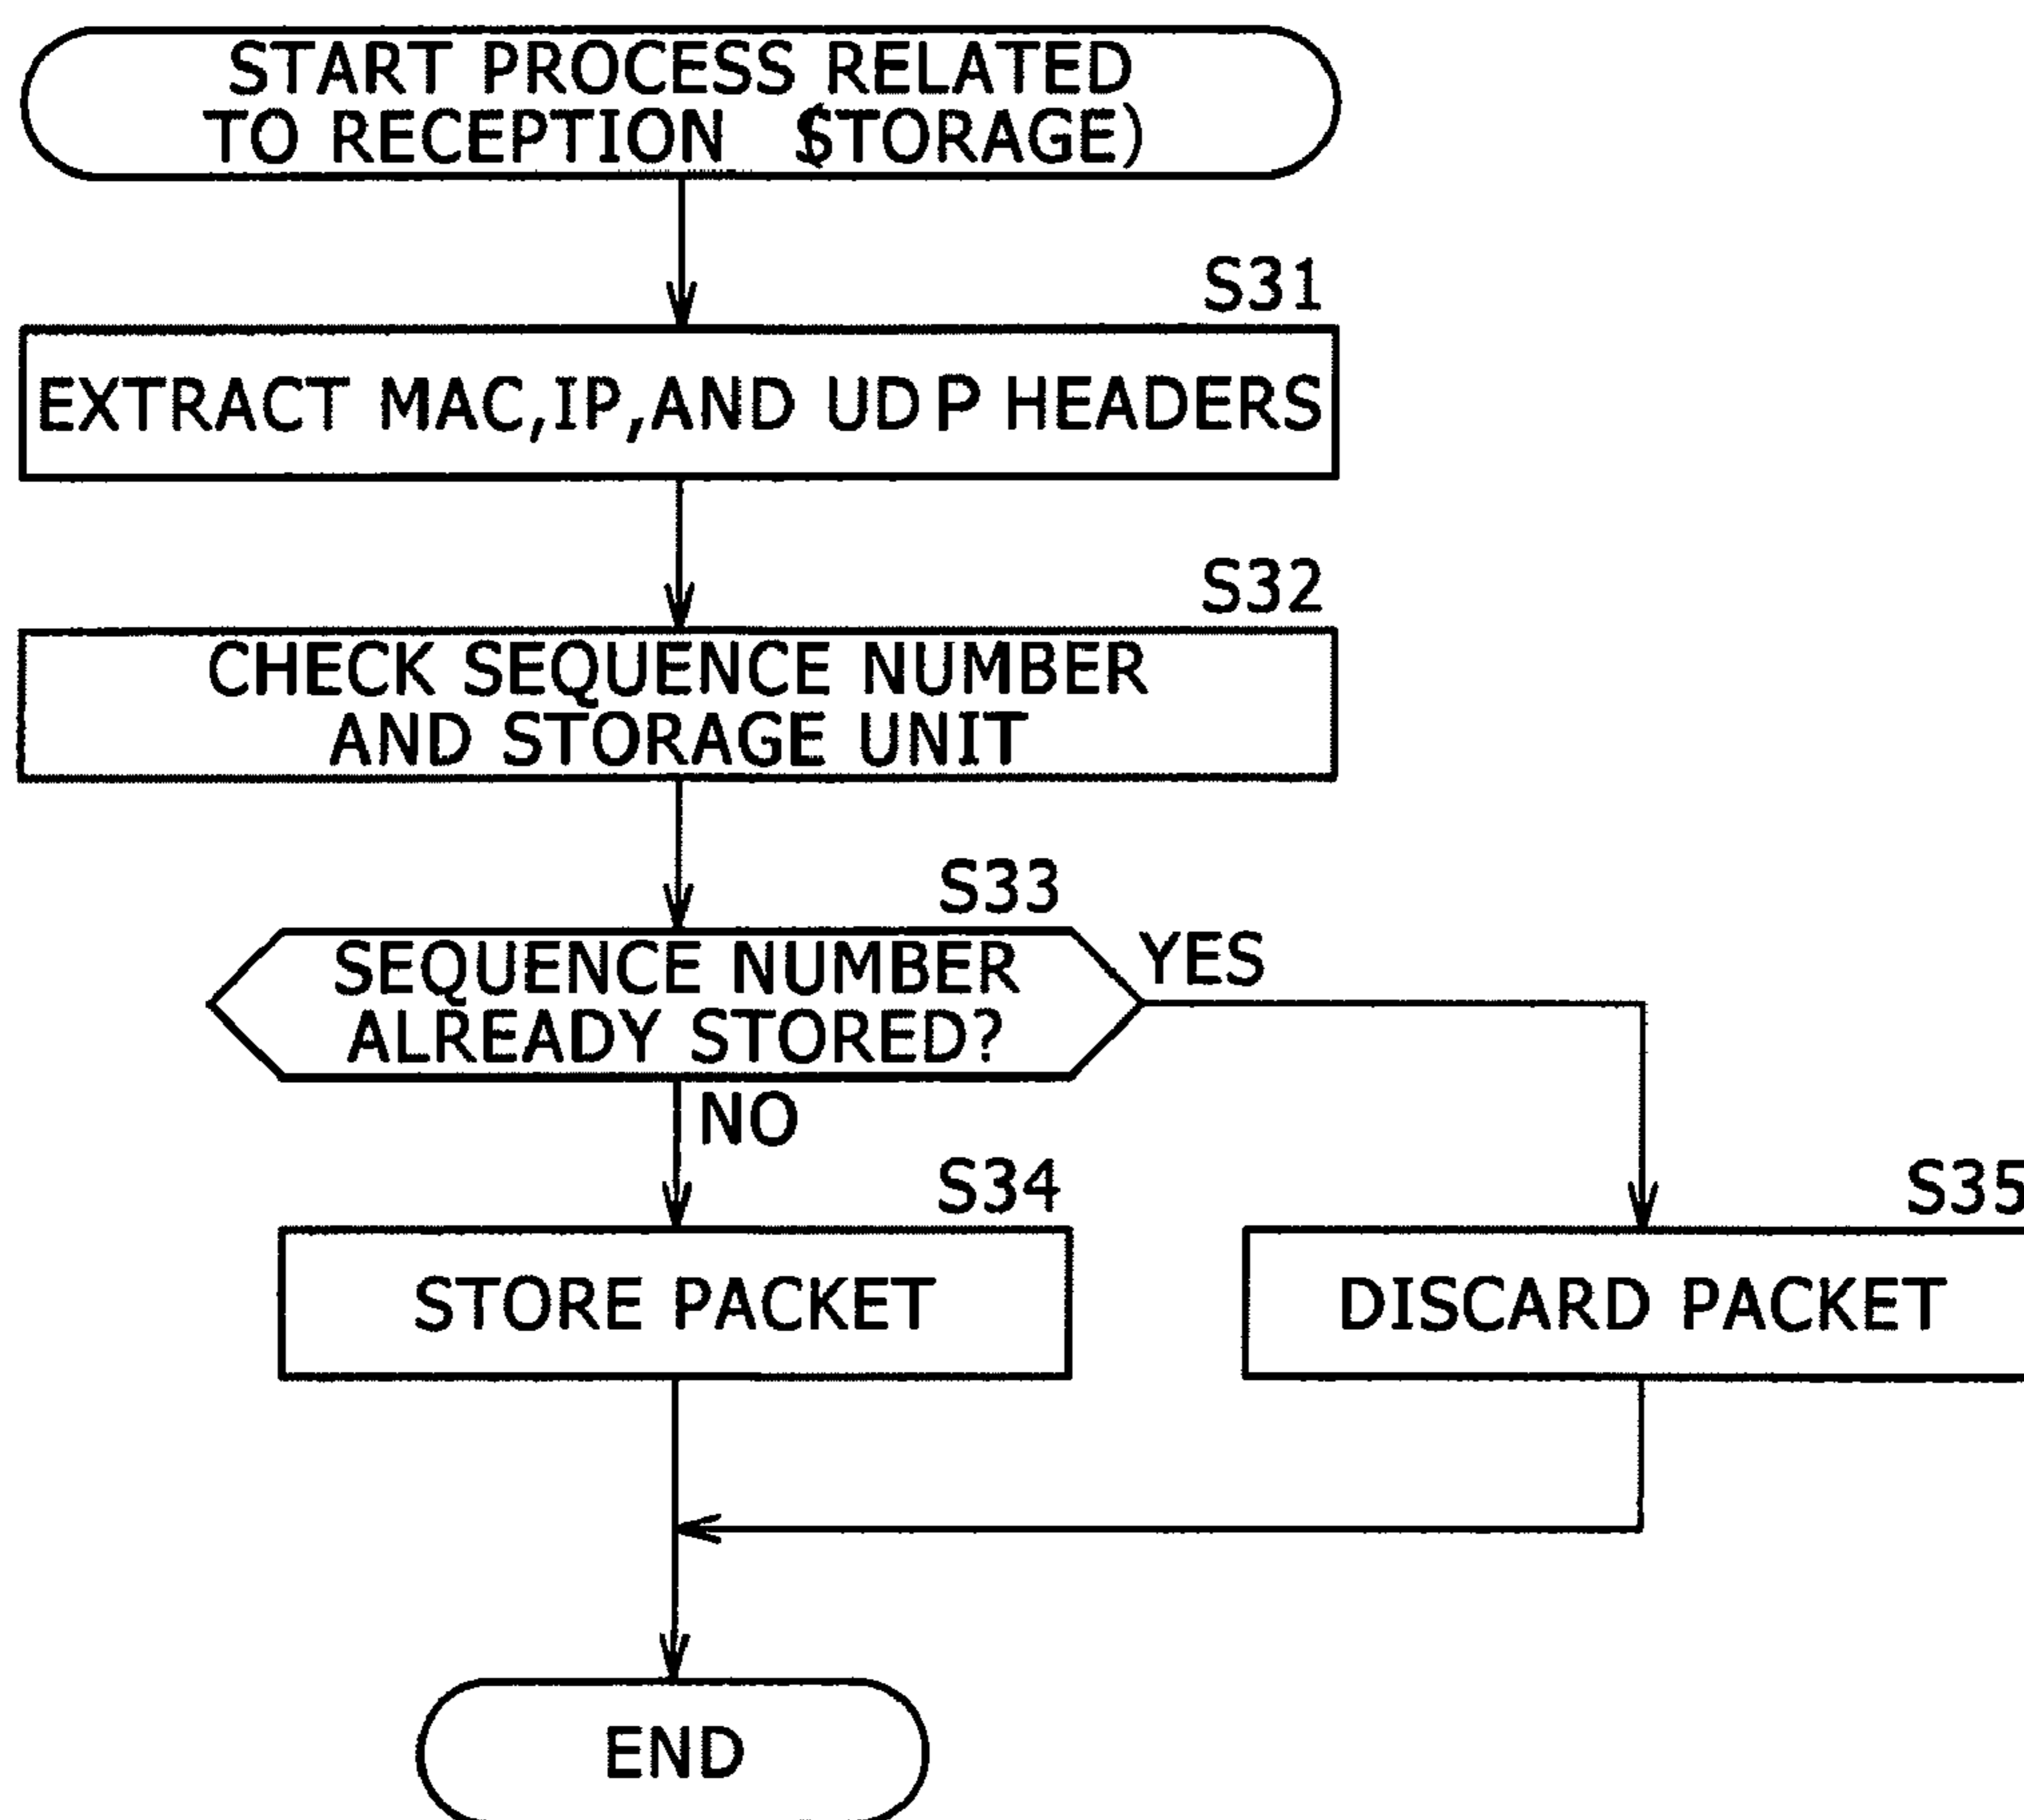 START PROCESS RELATED
TO RECEPTION (STORAGE)
S31
EXTRACT MAC,IP,AND UDP HEADERS
S32
CHECK SEQUENCE NUMBER
AND STORAGE UNIT
S33
SEQUENCE NUMBER
ALREADY STORED?
YES
NO
S34
STORE PACKET
S35
DISCARD PACKET
END